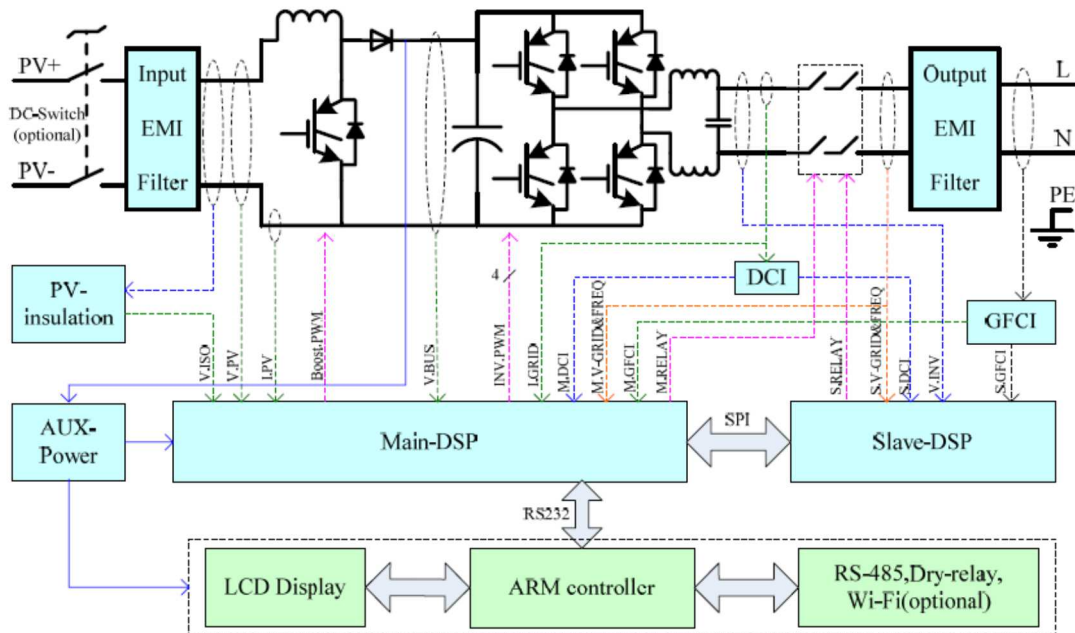 PV+
DC-Switch
(optional)
PV-
Input
EMI
Filter
Output
EMI
Filter
L
N
PE
PV-
insulation
4
DCI
GFCI
V.ISO
V.PV
I.PV
Boost.PWM
V.BUS
INV.PWM
I.GRID
M.DCI
M.V-GRID&FREQ
M.GFCI
M.RELAY
S.RELAY
S.V-GRID&FREQ
S.DCI
V.INV
S.GFCI
AUX-
Power
Main-DSP
SPI
Slave-DSP
RS232
LCD Display
ARM controller
RS-485,Dry-relay,
Wi-Fi(optional)